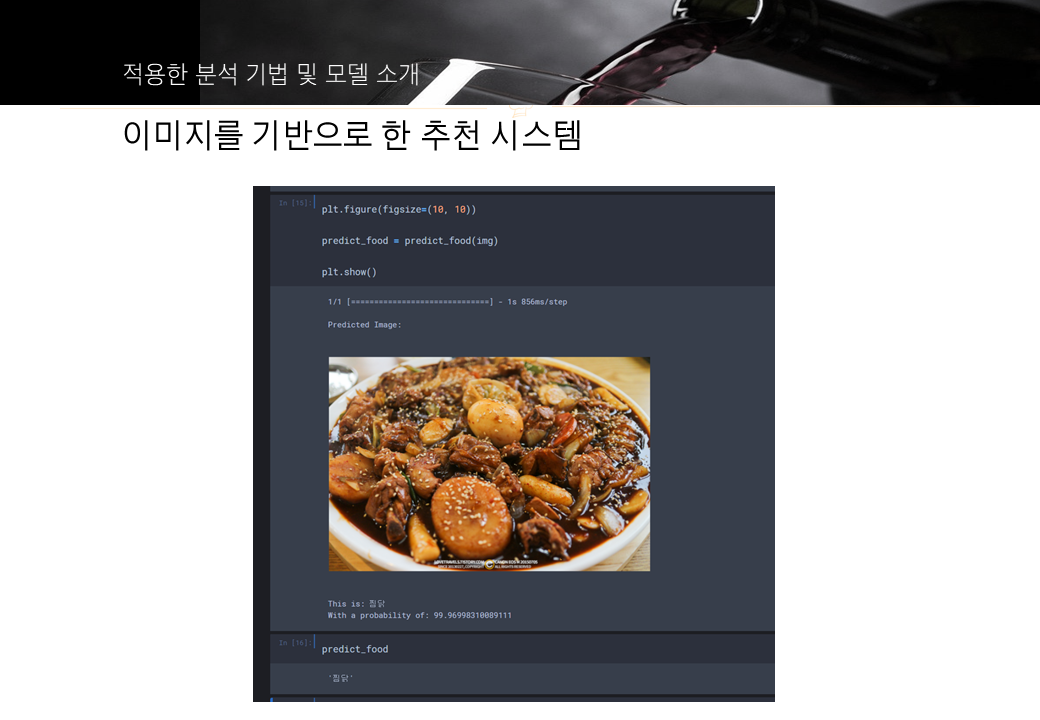 적용한 분석 기법 및 모델 소개
이미지를 기반으로 한 추천 시스템
In [15]:
plt.figure(figsize=(10, 10))
predict_food = predict_food(img)
plt.show()
1/1 [==============================] - 1s 856ms/step
Predicted Image:
This is: 찜닭
With a probability of: 99.96998310089111
In [16]:
predict_food
'찜닭'